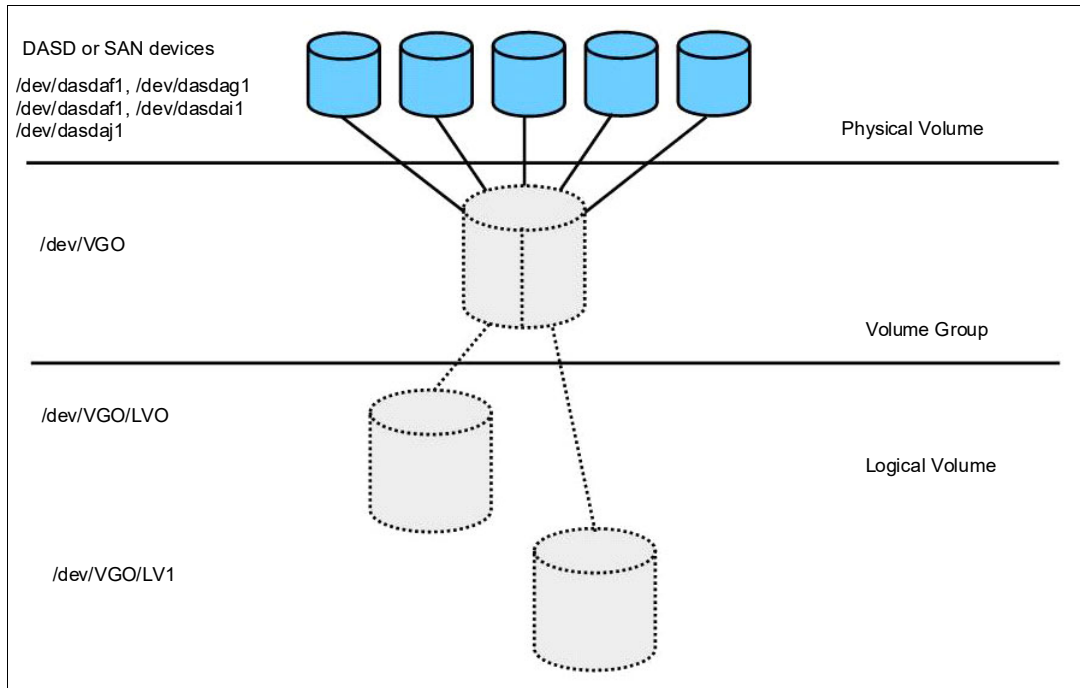 DASD or SAN devices
/dev/dasdaf1, /dev/dasdag1
/dev/dasdaf1, /dev/dasdai1
/dev/dasdaj1
Physical Volume
/dev/VGO
Volume Group
/dev/VGO/LVO
Logical Volume
/dev/VGO/LV1